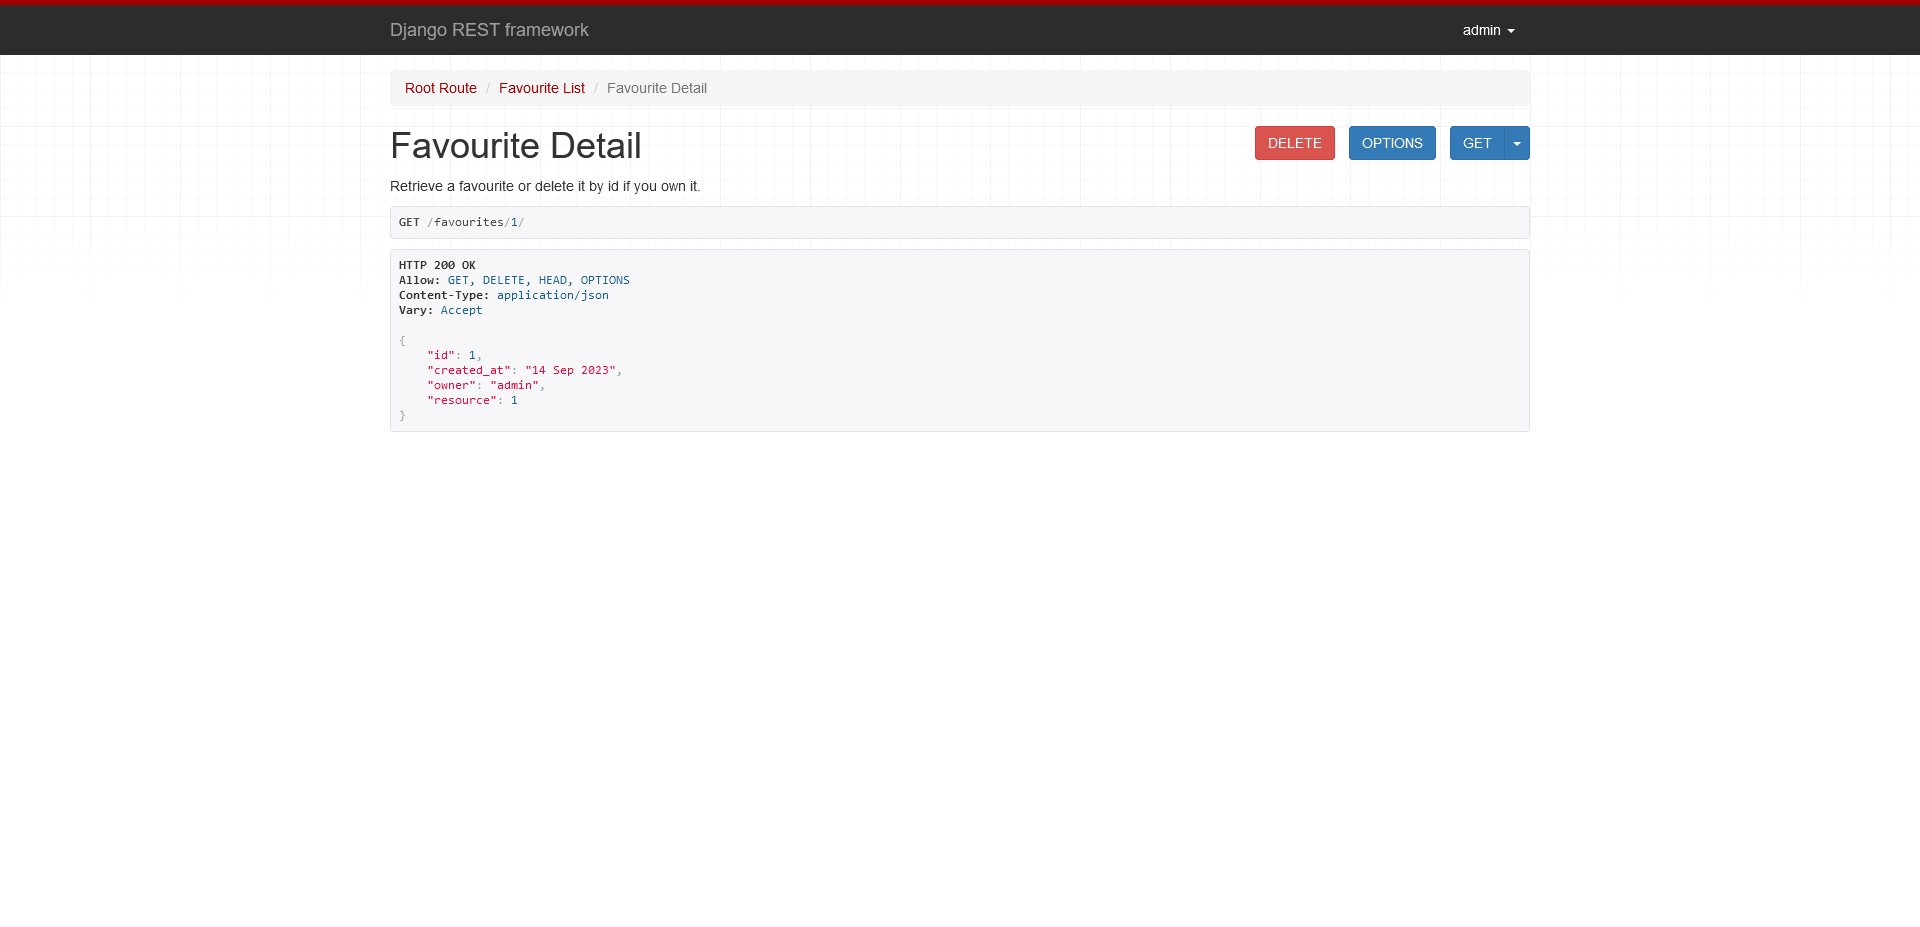 Django REST framework
admin
Root Route / Favourite List / Favourite Detail
Favourite Detail
DELETE
OPTIONS
GET
Retrieve a favourite or delete it by id if you own it.
GET /favourites/1/
HTTP 200 OK
Allow: GET, DELETE, HEAD, OPTIONS
Content-Type: application/json
Vary: Accept
{
    "id": 1,
    "created_at": "14 Sep 2023",
    "owner": "admin",
    "resource": 1
}